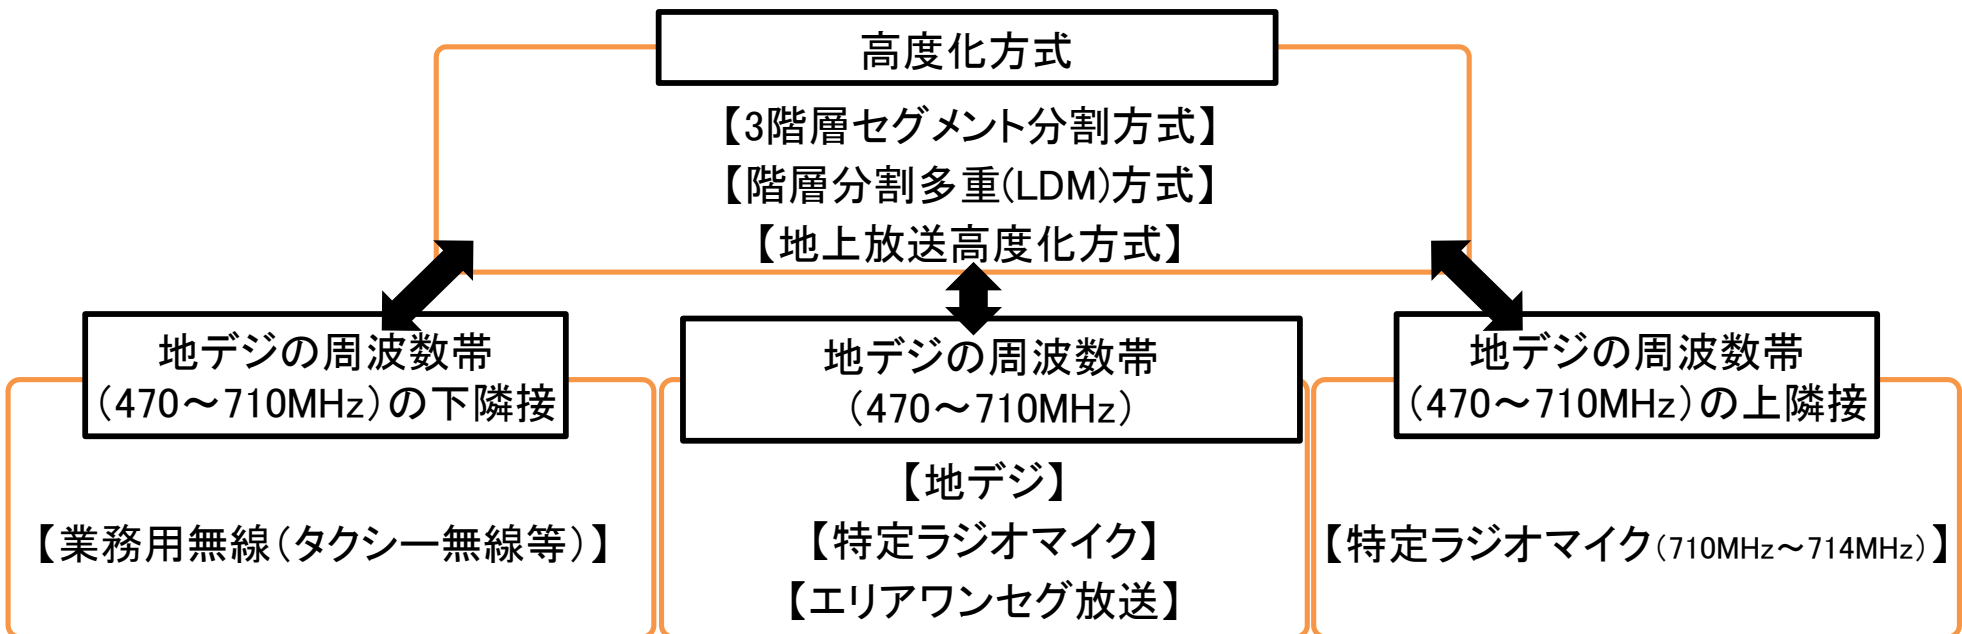 高度化方式
【3階層セグメント分割方式】
【階層分割多重(LDM)方式】
【地上放送高度化方式】
地デジの周波数帯
(470～710MHz)の下隣接
【業務用無線(タクシー無線等)】
地デジの周波数帯
(470～710MHz)
【地デジ】
【特定ラジオマイク】
【エリアワンセグ放送】
地デジの周波数帯
(470～710MHz)の上隣接
【特定ラジオマイク(710MHz～714MHz)】